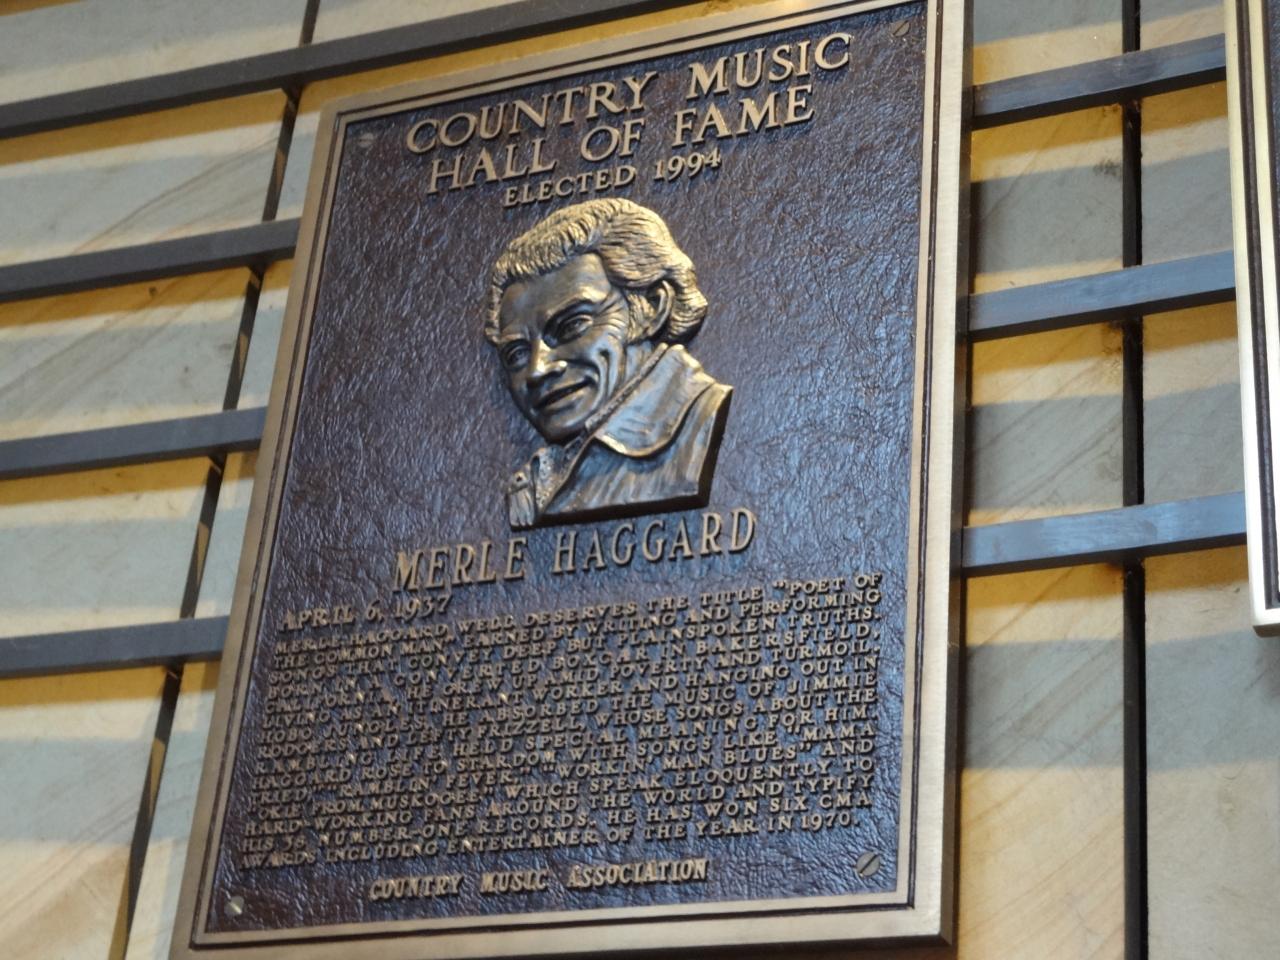 COUNTRY MUSIC
HALL OF FAME
ELECTED 1994
MERLE HAGGARD
APRIL 6, 1937
MERLE HAGGARD WELL DESERVES THE TITLE "POET OF
THE COMMON MAN," EARNED BY WRITING AND PERFORMING
SONGS THAT CONVEY DEEP BUT PLAINSPOKEN TRUTHS.
BORN IN A CONVERTED BOXCAR IN BAKERSFIELD,
CALIFORNIA, HE GREW UP AMID POVERTY AND TURMOIL,
LIVING AS AN ITINERANT WORKER AND HANGING OUT IN
HOBO JUNGLES. HE ABSORBED THE MUSIC OF JIMMIE
RODGERS AND LEFTY FRIZZELL WHOSE SONGS ABOUT THE
RAMBLING LIFE HELD SPECIAL MEANING FOR HIM.
HAGGARD ROSE TO STARDOM WITH SONGS LIKE "MAMA
TRIED," "RAMBLIN' FEVER," "WORKIN' MAN BLUES" AND
OKIE FROM MUSKOGEE" WHICH SPEAK ELOQUENTLY TO
HARD-WORKING FANS AROUND THE WORLD AND TYPIFY
HIS 38 NUMBER-ONE RECORDS. HE HAS WON SIX CMA
AWARDS INCLUDING ENTERTAINER OF THE YEAR IN 1970.
COUNTRY MUSIC ASSOCIATION